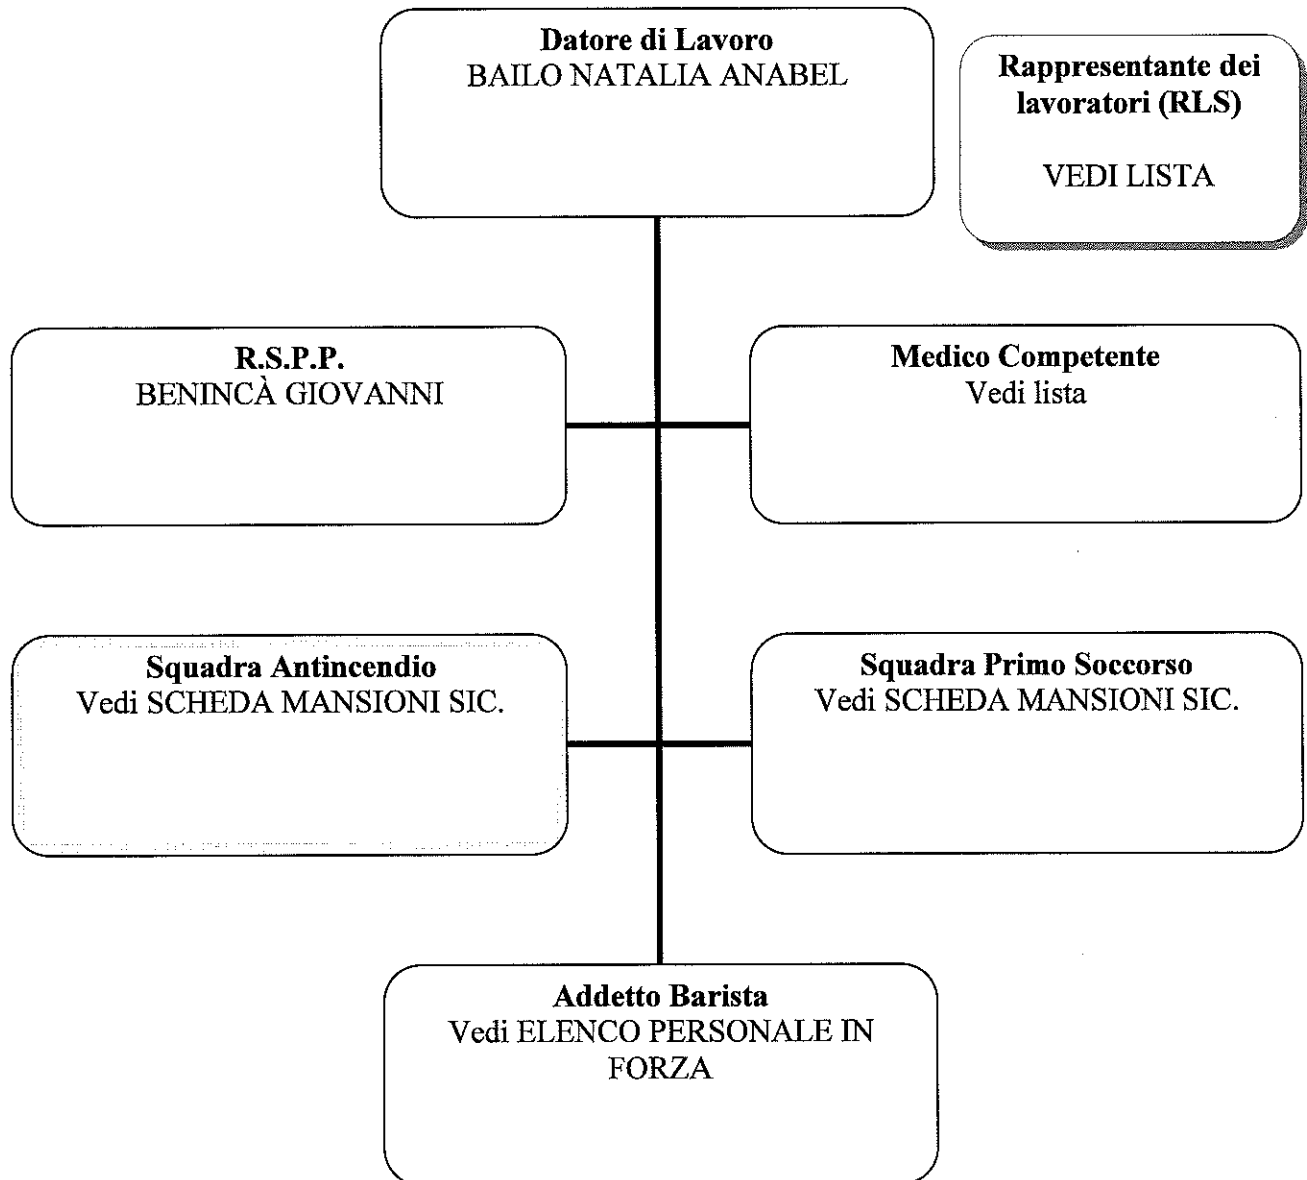 Datore di Lavoro
BAILO NATALIA ANABEL
Rappresentante dei
lavoratori (RLS)
VEDI LISTA
R.S.P.P.
BENINCÀ GIOVANNI
Medico Competente
Vedi lista
Squadra Antincendio
Vedi SCHEDA MANSIONI SIC.
Squadra Primo Soccorso
Vedi SCHEDA MANSIONI SIC.
Addetto Barista
Vedi ELENCO PERSONALE IN
FORZA